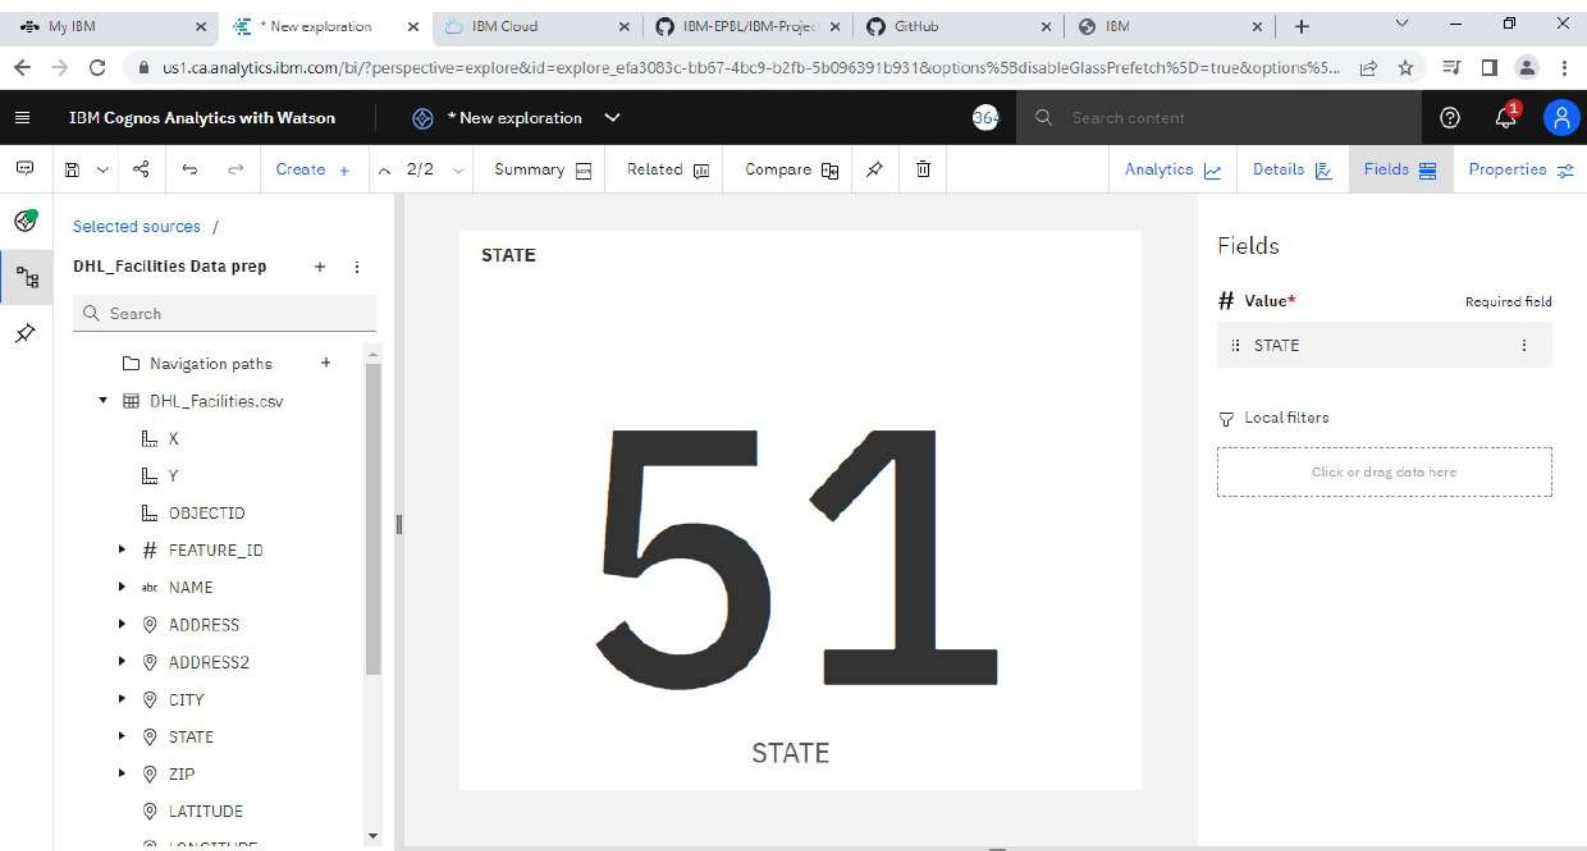 My IBM
* New exploration
IBM Cloud
IBM-EPBL/IBM-Projec
GitHub
IBM
us1.ca.analytics.ibm.com/bi/?perspective=explore&id=explore_efa3083c-bb67-4bc9-b2fb-5b096391b931&options%5BdisableGlassPrefetch%5D=true&options%5...
IBM Cognos Analytics with Watson
* New exploration
364
Search content
1
Create +
2/2
Summary
Related
Compare
Analytics
Details
Fields
Properties
Selected sources /
DHL_Facilities Data prep
Search
Navigation paths
DHL_Facilities.csv
X
Y
OBJECTID
# FEATURE_ID
abc NAME
ADDRESS
ADDRESS2
CITY
STATE
ZIP
LATITUDE
LONGITUDE
STATE
51
STATE
Fields
# Value* Required field
STATE
Local filters
Click or drag data here